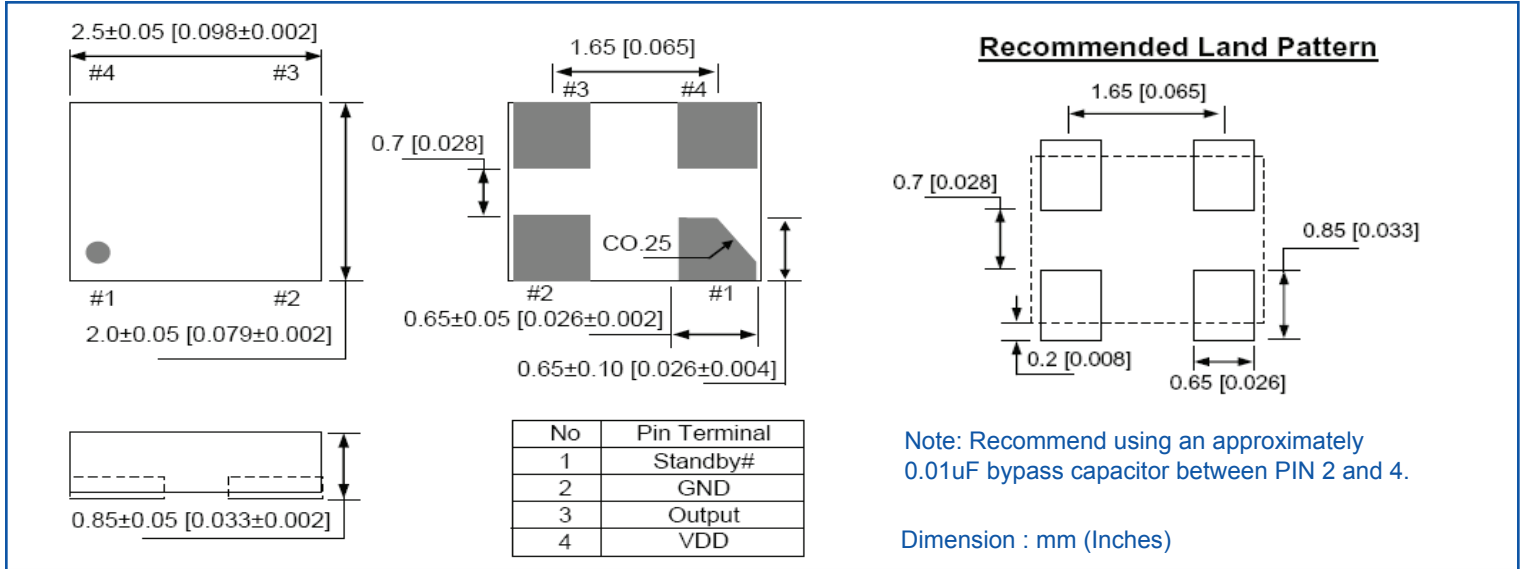 2.5±0.05 [0.098±0.002]
#4 #3
#1 #2
2.0±0.05 [0.079±0.002]
1.65 [0.065]
#3 #4
0.7 [0.028]
CO.25
#2 #1
0.65±0.05 [0.026±0.002]
0.65±0.10 [0.026±0.004]
Recommended Land Pattern
1.65 [0.065]
0.7 [0.028]
0.85 [0.033]
0.2 [0.008]
0.65 [0.026]
0.85±0.05 [0.033±0.002]
No Pin Terminal
1 Standby#
2 GND
3 Output
4 VDD
Note: Recommend using an approximately
0.01uF bypass capacitor between PIN 2 and 4.
Dimension : mm (Inches)